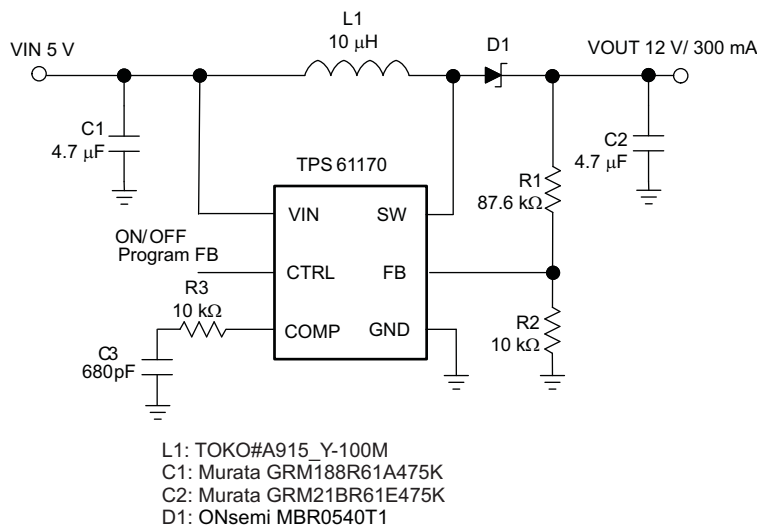 L1
10 μH
D1
VIN 5 V
VOUT 12 V/ 300 mA
C1
4.7 μF
C2
4.7 μF
TPS 61170
R1
87.6 kΩ
VIN
SW
ON/OFF
Program FB
CTRL
FB
R3
10 kΩ
COMP
GND
R2
10 kΩ
C3
680pF
L1: TOKO#A915_Y-100M
C1: Murata GRM188R61A475K
C2: Murata GRM21BR61E475K
D1: ONsemi MBR0540T1